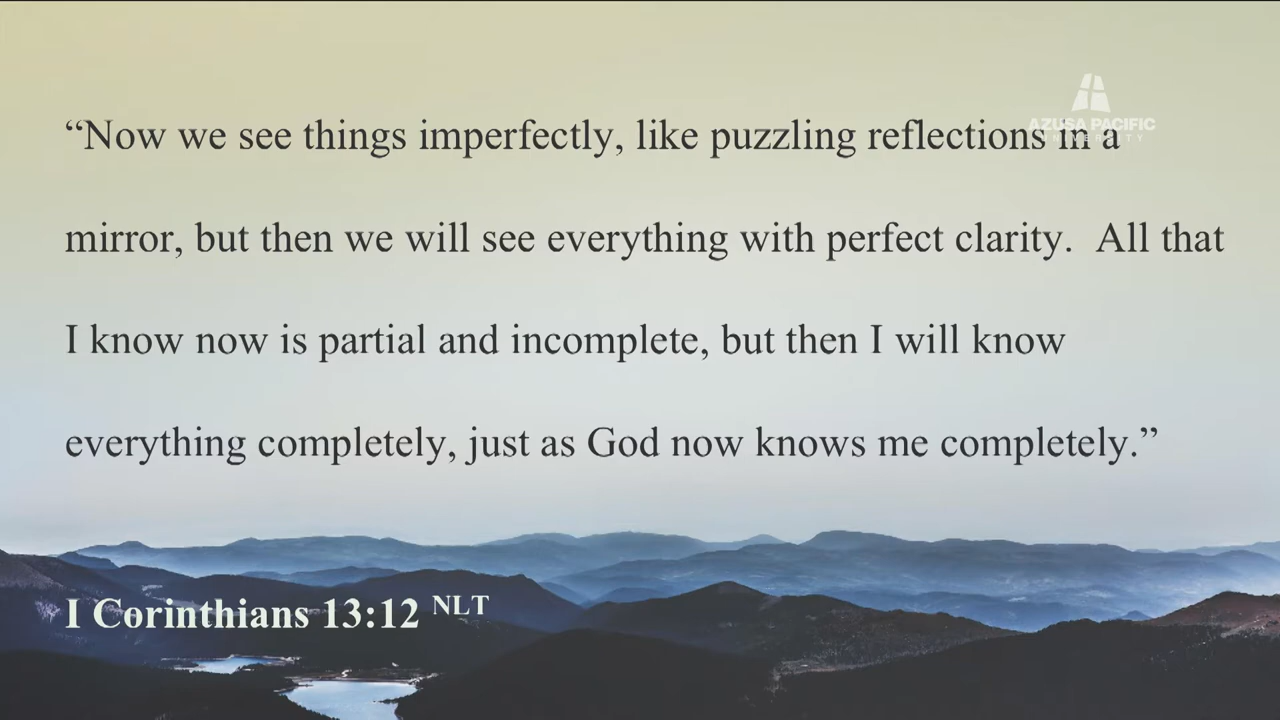 “Now we see things imperfectly, like puzzling reflections in a
AZUSA PACIFIC
UNIVERSITY
mirror, but then we will see everything with perfect clarity.  All that
I know now is partial and incomplete, but then I will know
everything completely, just as God now knows me completely.”
I Corinthians 13:12 NLT